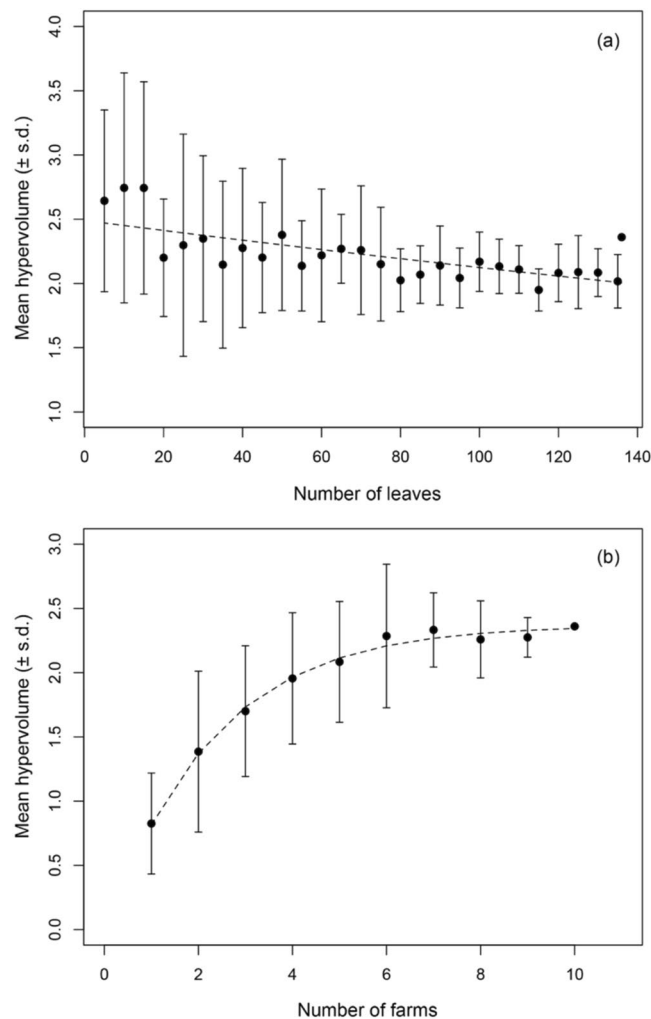 (a)
4.0
3.5
3.0
2.5
2.0
1.5
1.0
Mean hypervolume (± s.d.)
0 20 40 60 80 100 120 140
Number of leaves
(b)
3.0
2.5
2.0
1.5
1.0
0.5
0.0
Mean hypervolume (± s.d.)
0 2 4 6 8 10
Number of farms